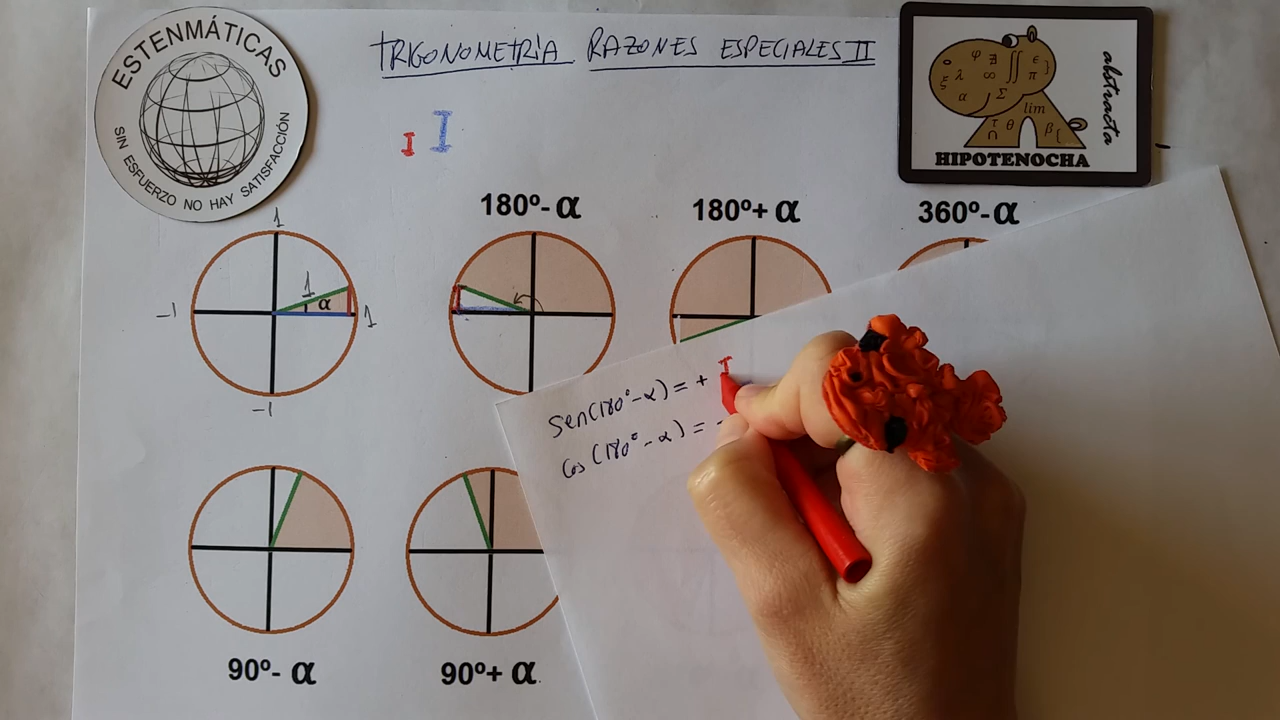 ESTENMÁTICAS
SIN ESFUERZO NO HAY SATISFACCIÓN
TRIGONOMETRÍA RAZONES ESPECIALES II
φ ∃ ∬ ε
ξ λ ∞ π }
α Σ lim
τ θ β {
∩
abstracta
HIPOTENOCHA
I I
180º-α 180º+α 360º-α
1
1
α
-1 1
-1
sen(180º-α) = + I
cos(180º-α) = -
90º-α 90º+α